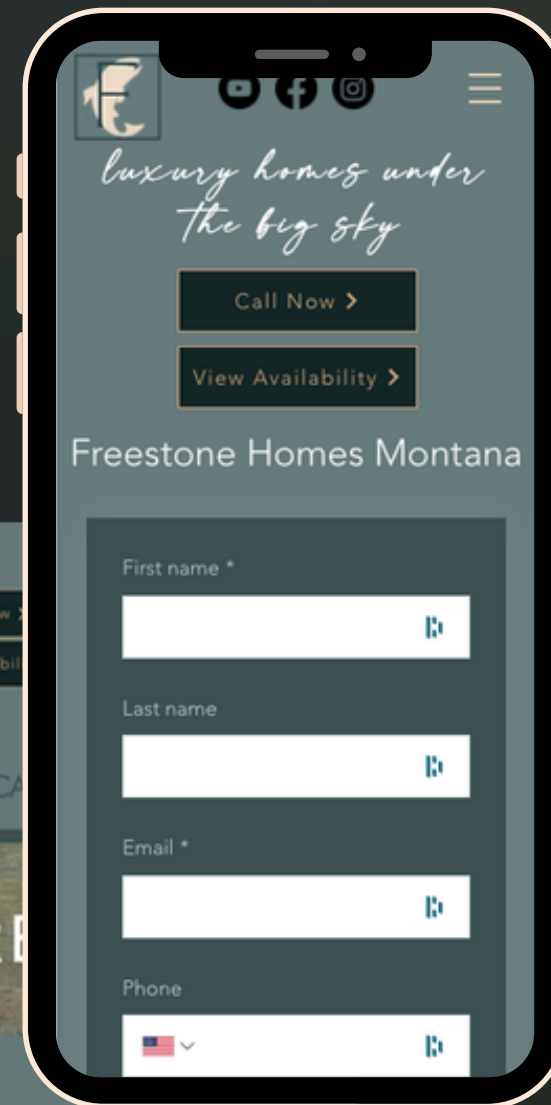 F
luxury homes under
the big sky
Call Now
View Availability
Freestone Homes Montana
First name *
Last name
Email *
Phone